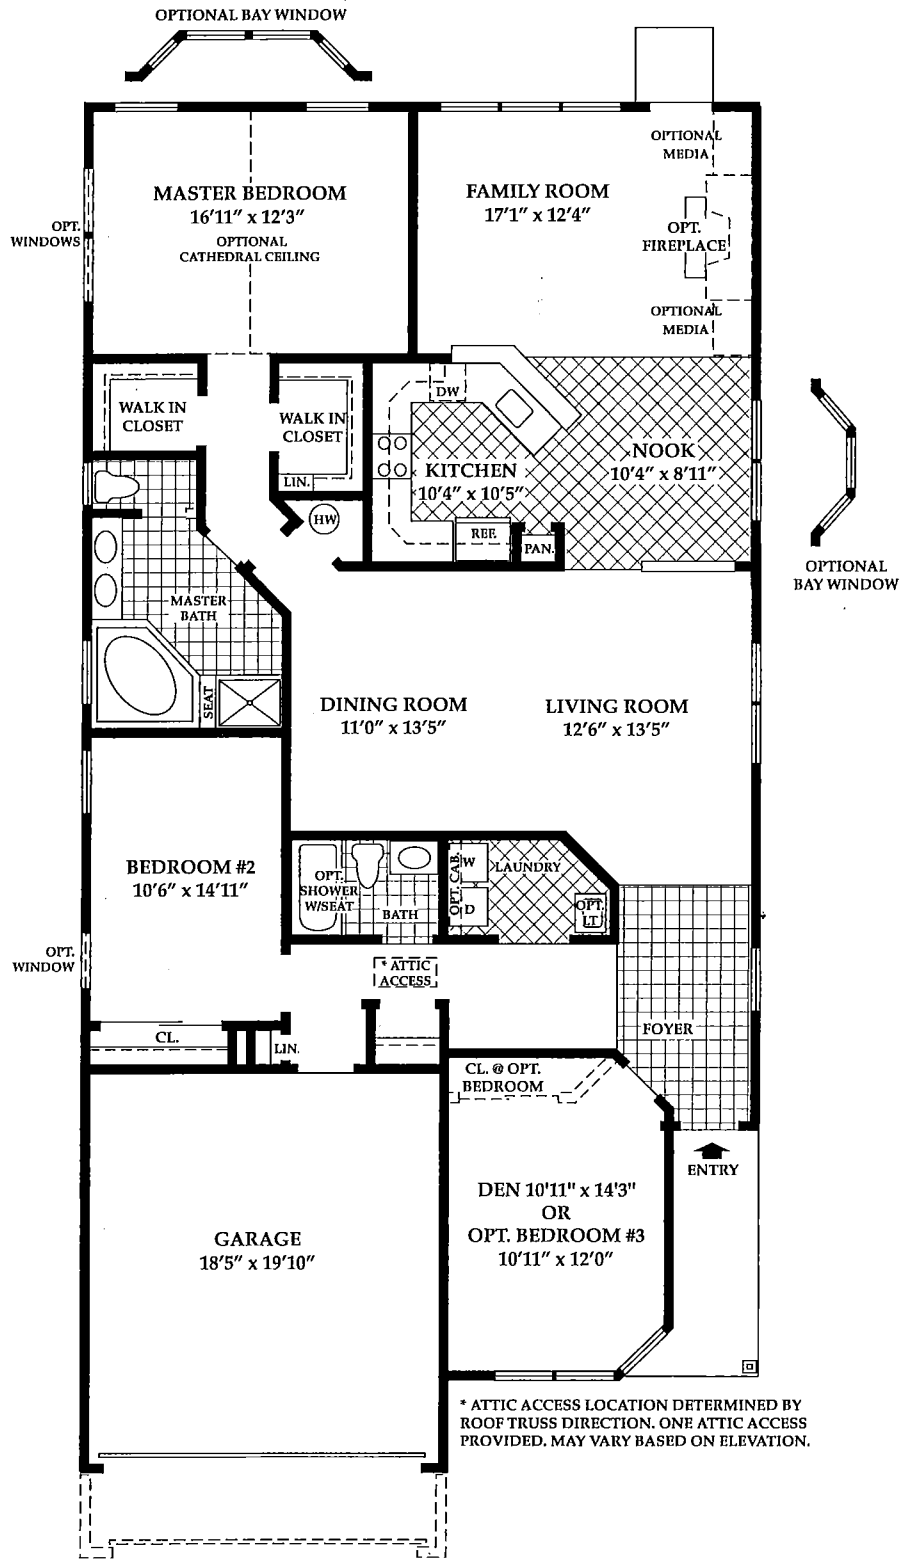 OPTIONAL BAY WINDOW
OPTIONAL
MEDIA
MASTER BEDROOM
16'11" x 12'3"
OPTIONAL
CATHEDRAL CEILING
FAMILY ROOM
17'1" x 12'4"
OPT.
WINDOWS
OPT.
FIREPLACE
OPTIONAL
MEDIA
WALK IN
CLOSET
WALK IN
CLOSET
LIN.
DW
KITCHEN
10'4" x 10'5"
NOOK
10'4" x 8'11"
HW
REF.
PAN.
OPTIONAL
BAY WINDOW
MASTER
BATH
SEAT
DINING ROOM
11'0" x 13'5"
LIVING ROOM
12'6" x 13'5"
BEDROOM #2
10'6" x 14'11"
OPT.
SHOWER
W/SEAT
BATH
OPT. CAB.
W
D
LAUNDRY
OPT.
LT
OPT.
WINDOW
* ATTIC
ACCESS
CL.
LIN.
FOYER
CL. @ OPT.
BEDROOM
ENTRY
DEN 10'11" x 14'3"
OR
OPT. BEDROOM #3
10'11" x 12'0"
GARAGE
18'5" x 19'10"
* ATTIC ACCESS LOCATION DETERMINED BY
ROOF TRUSS DIRECTION. ONE ATTIC ACCESS
PROVIDED. MAY VARY BASED ON ELEVATION.